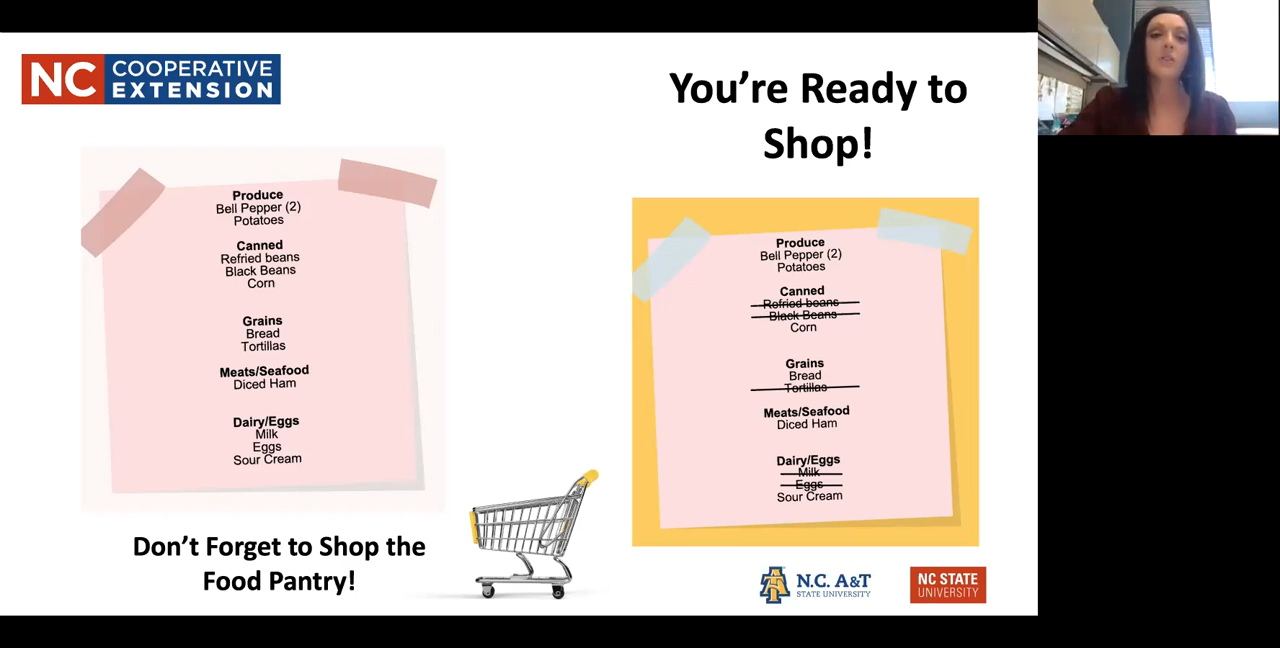 NC COOPERATIVE
EXTENSION
You're Ready to
Shop!
Produce
Bell Pepper (2)
Potatoes
Canned
Refried beans
Black Beans
Corn
Grains
Bread
Tortillas
Meats/Seafood
Diced Ham
Dairy/Eggs
Milk
Eggs
Sour Cream
Don't Forget to Shop the
Food Pantry!
Produce
Bell Pepper (2)
Potatoes
Canned
Refried beans
Black Beans
Corn
Grains
Bread
Tortillas
Meats/Seafood
Diced Ham
Dairy/Eggs
Milk
Eggs
Sour Cream
N.C. A&T
STATE UNIVERSITY
NC STATE
UNIVERSITY